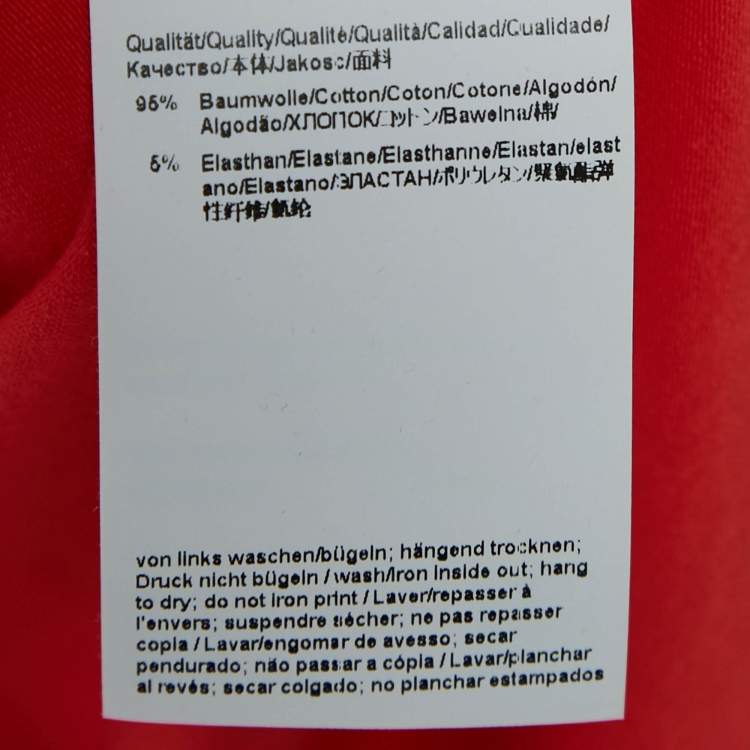 Qualität/Quality/Qualité/Qualità/Calidad/Qualidade/
Качество/本体/Jakosc/面料
95% Baumwolle/Cotton/Coton/Cotone/Algodón/
Algodão/ХЛОПОК/コットン/Bawelna/棉/
5% Elasthan/Elastane/Elasthanne/Elastan/elast
ano/Elastano/ЭЛАСТАН/ポリウレタン/聚氨酯弹
性纤维/氨纶
von links waschen/bügeln; hängend trocknen;
Druck nicht bügeln / wash/iron inside out; hang
to dry; do not iron print / Laver/repasser à
l'envers; suspendre sécher; ne pas repasser
copia / Lavar/engomar de avesso; secar
pendurado; não passar a cópia / Lavar/planchar
al revés; secar colgado; no planchar estampados